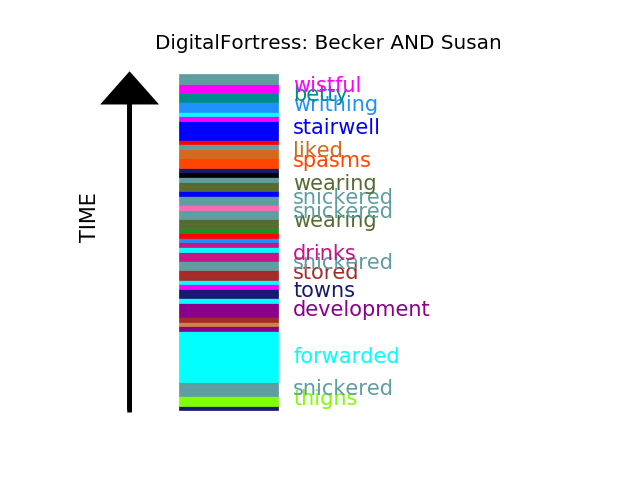 DigitalFortress: Becker AND Susan
TIME
wistful
betty
writhing
stairwell
liked
spasms
wearing
snickered
snickered
wearing
drinks
snickered
stored
towns
development
forwarded
snickered
thighs